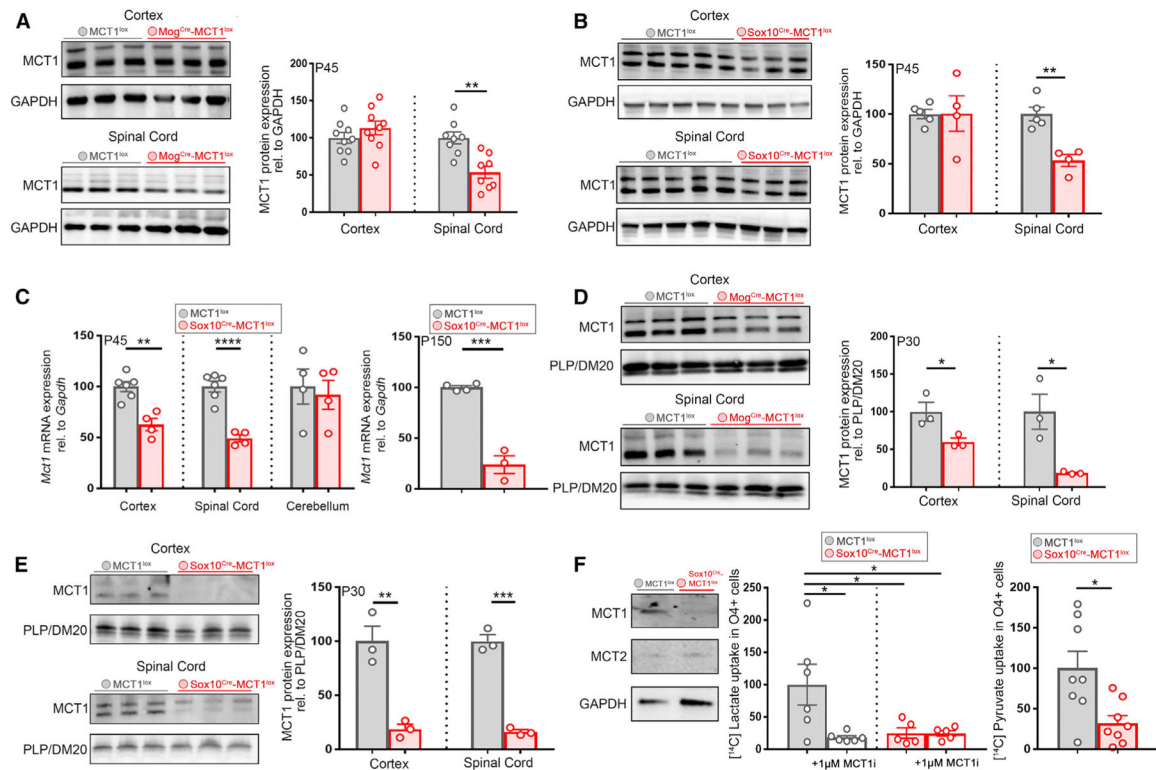 A
Cortex
MCT1lox MogCre-MCT1lox
MCT1
GAPDH
Spinal Cord
MCT1lox MogCre-MCT1lox
MCT1
GAPDH
MCT1 protein expression
rel. to GAPDH
200
150
100
50
0
P45
**
Cortex Spinal Cord
B
Cortex
MCT1lox Sox10Cre-MCT1lox
MCT1
GAPDH
Spinal Cord
MCT1lox Sox10Cre-MCT1lox
MCT1
GAPDH
MCT1 protein expression
rel. to GAPDH
200
150
100
50
0
P45
**
Cortex Spinal Cord
C
MCT1lox
Sox10Cre-MCT1lox
Mct1 mRNA expression
rel. to Gapdh
150
100
50
0
P45
** ****
Cortex Spinal Cord Cerebellum
MCT1lox
Sox10Cre-MCT1lox
Mct1 mRNA expression
rel. to Gapdh
150
100
50
0
P150
***
D
Cortex
MCT1lox MogCre-MCT1lox
MCT1
PLP/DM20
Spinal Cord
MCT1lox MogCre-MCT1lox
MCT1
PLP/DM20
MCT1 protein expression
rel. to PLP/DM20
200
150
100
50
0
P30
* *
Cortex Spinal Cord
E
Cortex
MCT1lox Sox10Cre-MCT1lox
MCT1
PLP/DM20
Spinal Cord
MCT1lox Sox10Cre-MCT1lox
MCT1
PLP/DM20
MCT1 protein expression
rel. to PLP/DM20
150
100
50
0
P30
** ***
Cortex Spinal Cord
F
MCT1lox Sox10Cre-
MCT1lox
MCT1
MCT2
GAPDH
MCT1lox
Sox10Cre-MCT1lox
[14C] Lactate uptake in O4+ cells
300
250
200
150
100
50
0
*
*
*
+1µM MCT1i +1µM MCT1i
MCT1lox
Sox10Cre-MCT1lox
[14C] Pyruvate uptake in O4+ cells
200
150
100
50
0
*